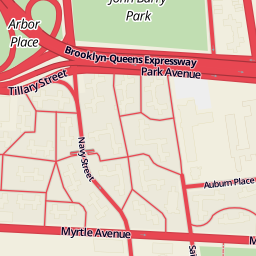 John Barry
Park
Arbor
Place
Brooklyn-Queens Expressway
Park Avenue
Tillary Street
Navy Street
Auburn Place
Myrtle Avenue